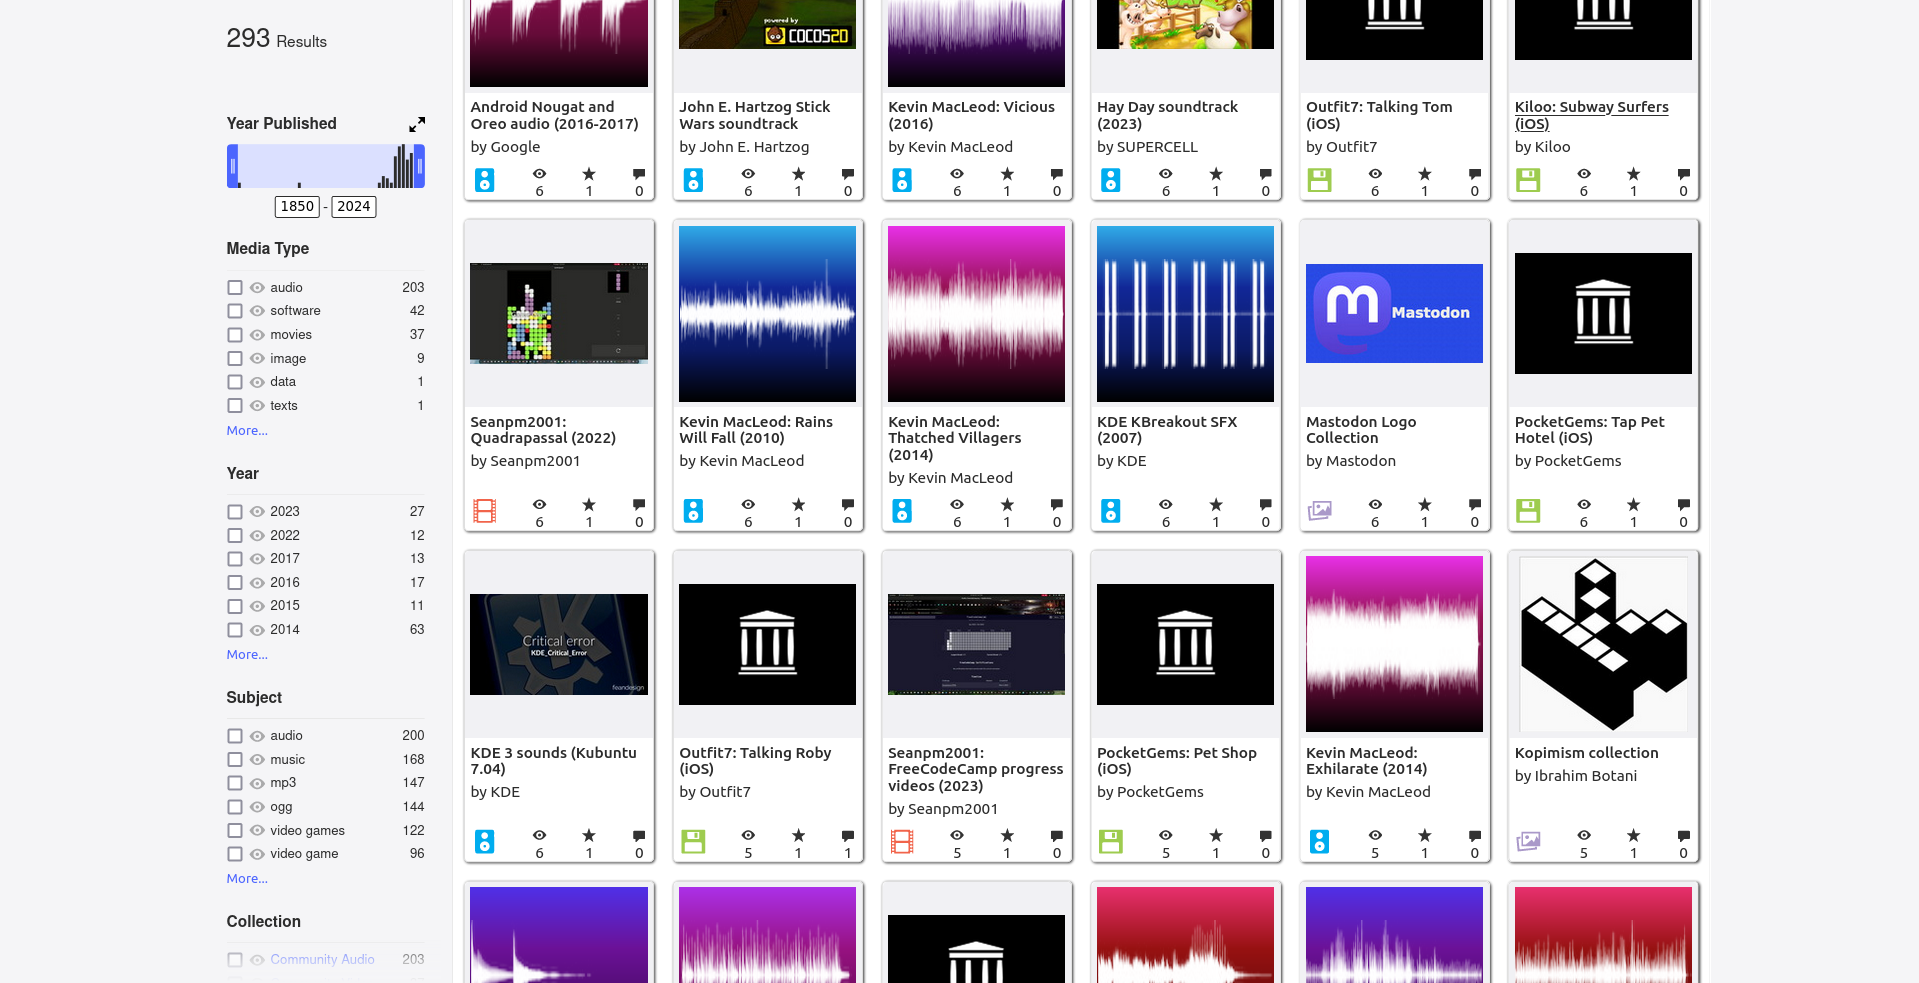 293 Results
Year Published
1850 - 2024
Media Type
audio 203
software 42
movies 37
image 9
data 1
texts 1
More...
Year
2023 27
2022 12
2017 13
2016 17
2015 11
2014 63
More...
Subject
audio 200
music 168
mp3 147
ogg 144
video games 122
video game 96
More...
Collection
Community Audio 203
powered by
COCOS2D
Android Nougat and
Oreo audio (2016-2017)
by Google
6 1 0
John E. Hartzog Stick
Wars soundtrack
by John E. Hartzog
6 1 0
Kevin MacLeod: Vicious
(2016)
by Kevin MacLeod
6 1 0
Hay Day soundtrack
(2023)
by SUPERCELL
6 1 0
Outfit7: Talking Tom
(iOS)
by Outfit7
6 1 0
Kiloo: Subway Surfers
(iOS)
by Kiloo
6 1 0
Seanpm2001:
Quadrapassal (2022)
by Seanpm2001
6 1 0
Kevin MacLeod: Rains
Will Fall (2010)
by Kevin MacLeod
6 1 0
Kevin MacLeod:
Thatched Villagers
(2014)
by Kevin MacLeod
6 1 0
KDE KBreakout SFX
(2007)
by KDE
6 1 0
Mastodon
Mastodon Logo
Collection
by Mastodon
6 1 0
PocketGems: Tap Pet
Hotel (iOS)
by PocketGems
6 1 0
Critical error
KDE_Critical_Error
feandesign
KDE 3 sounds (Kubuntu
7.04)
by KDE
6 1 0
Outfit7: Talking Roby
(iOS)
by Outfit7
5 1 1
Seanpm2001:
FreeCodeCamp progress
videos (2023)
by Seanpm2001
5 1 0
PocketGems: Pet Shop
(iOS)
by PocketGems
5 1 0
Kevin MacLeod:
Exhilarate (2014)
by Kevin MacLeod
5 1 0
Kopimism collection
by Ibrahim Botani
5 1 0